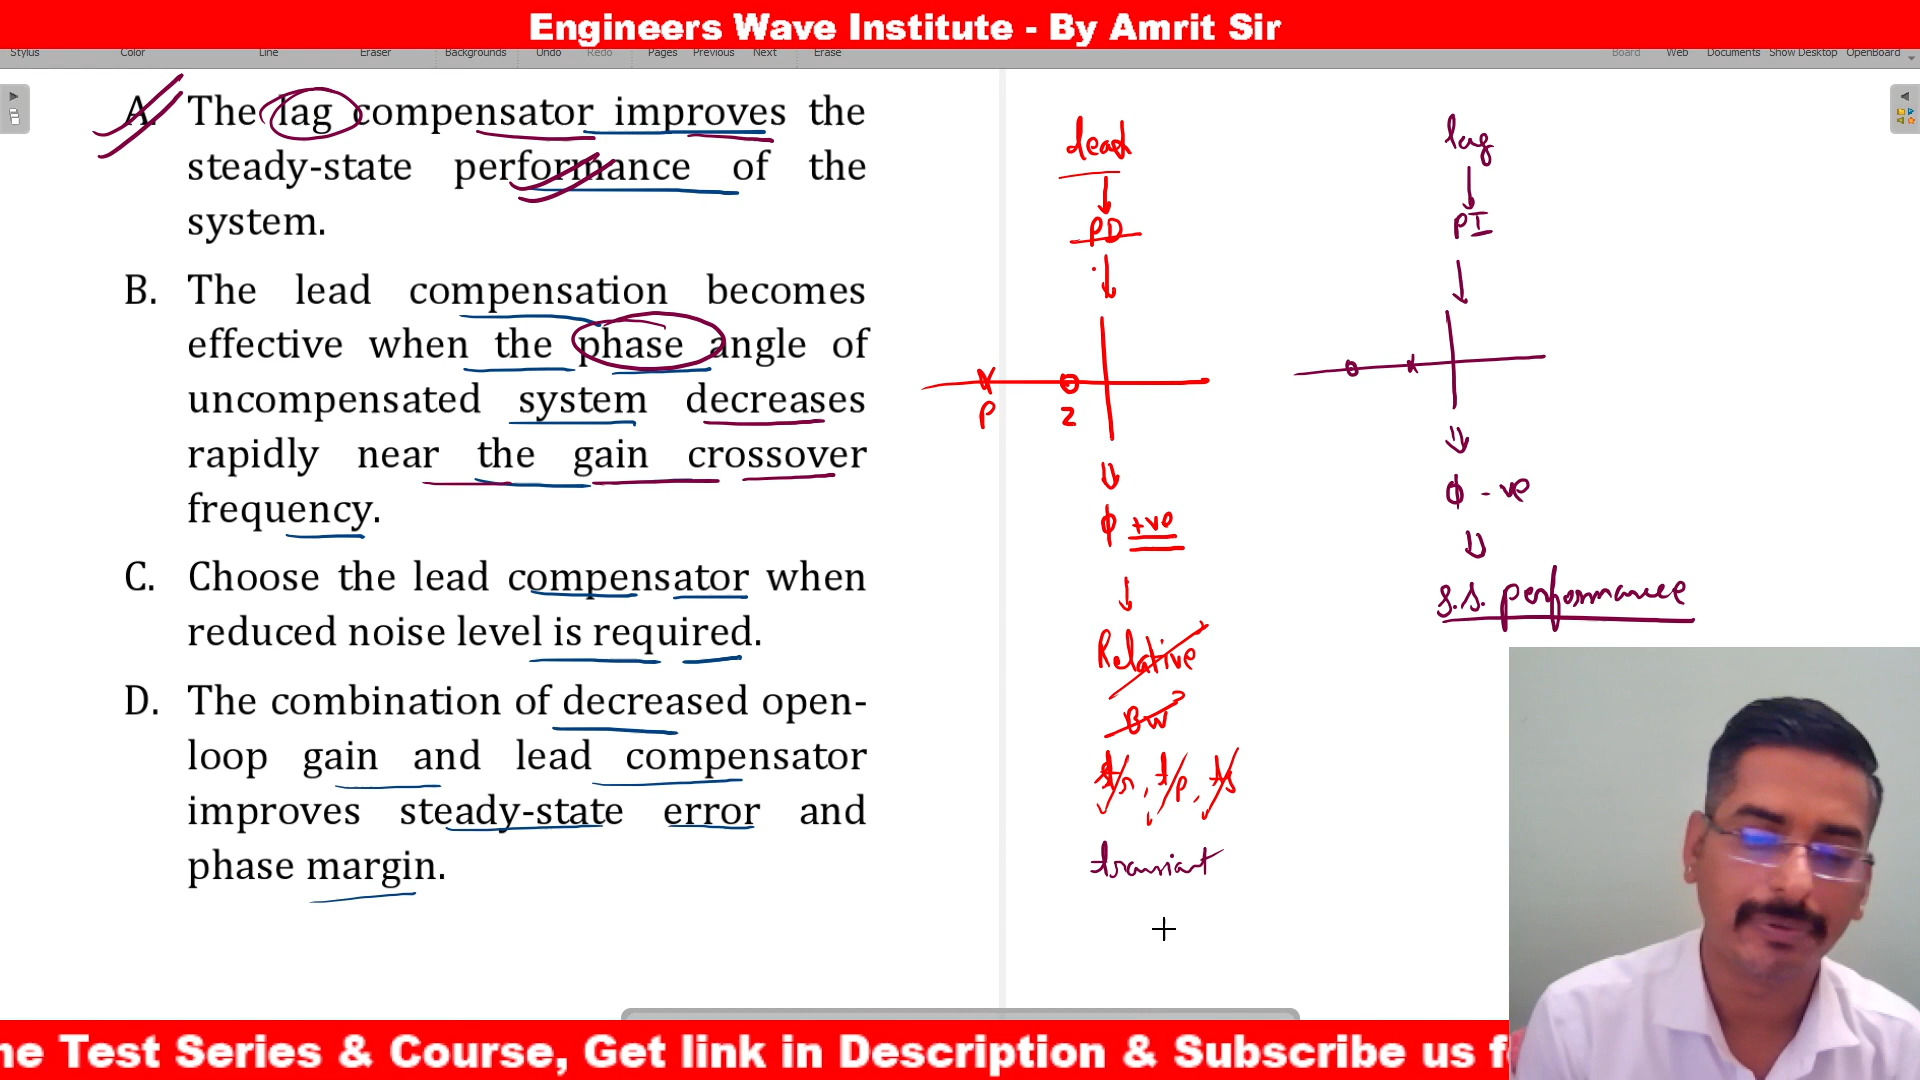 Engineers Wave Institute - By Amrit Sir
Stylus Color Line Eraser Backgrounds Undo Redo Pages Previous Next Erase Board Web Documents Show Desktop OpenBoard
A. The lag compensator improves the
steady-state performance of the
system.
B. The lead compensation becomes
effective when the phase angle of
uncompensated system decreases
rapidly near the gain crossover
frequency.
C. Choose the lead compensator when
reduced noise level is required.
D. The combination of decreased open-
loop gain and lead compensator
improves steady-state error and
phase margin.
lead
PD
P Z
ϕ +ve
Relative
BW
tr, tp, ts
transient
lag
PI
ϕ -ve
s.s. performance
he Test Series & Course, Get link in Description & Subscribe us f